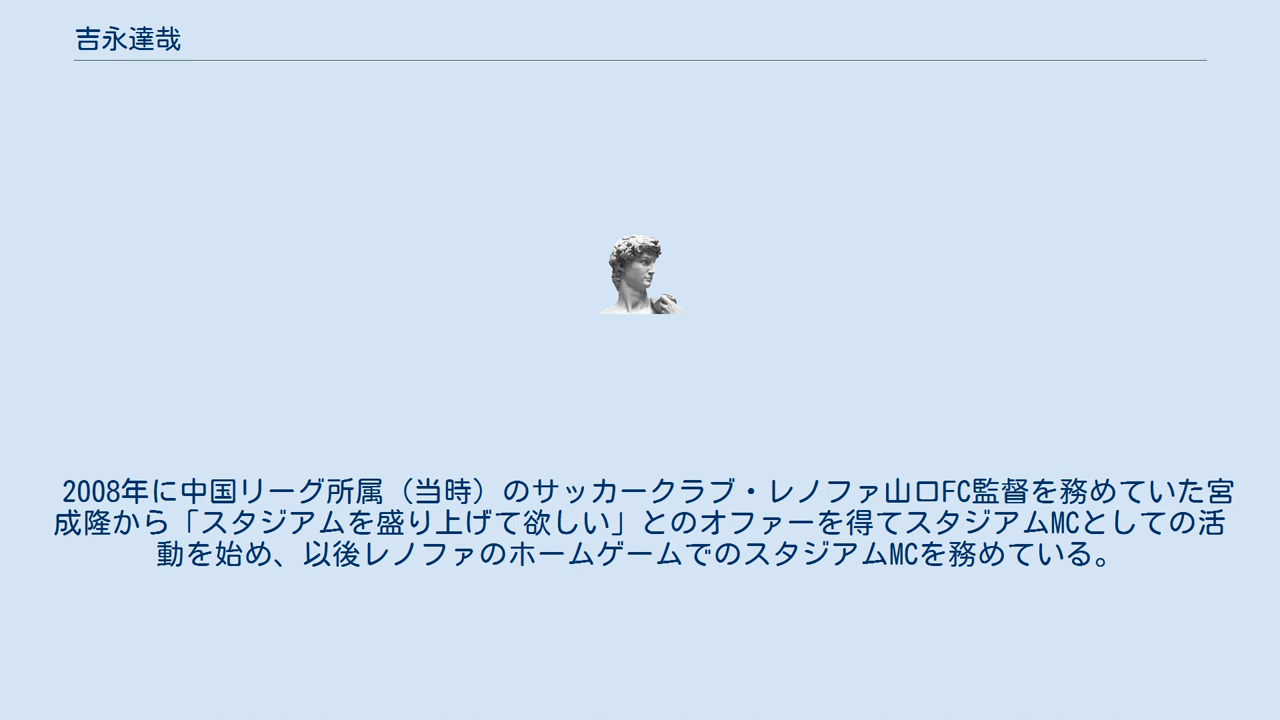 吉永達哉
2008年に中国リーグ所属（当時）のサッカークラブ・レノファ山口FC監督を務めていた宮
成隆から「スタジアムを盛り上げて欲しい」とのオファーを得てスタジアムMCとしての活
動を始め、以後レノファのホームゲームでのスタジアムMCを務めている。